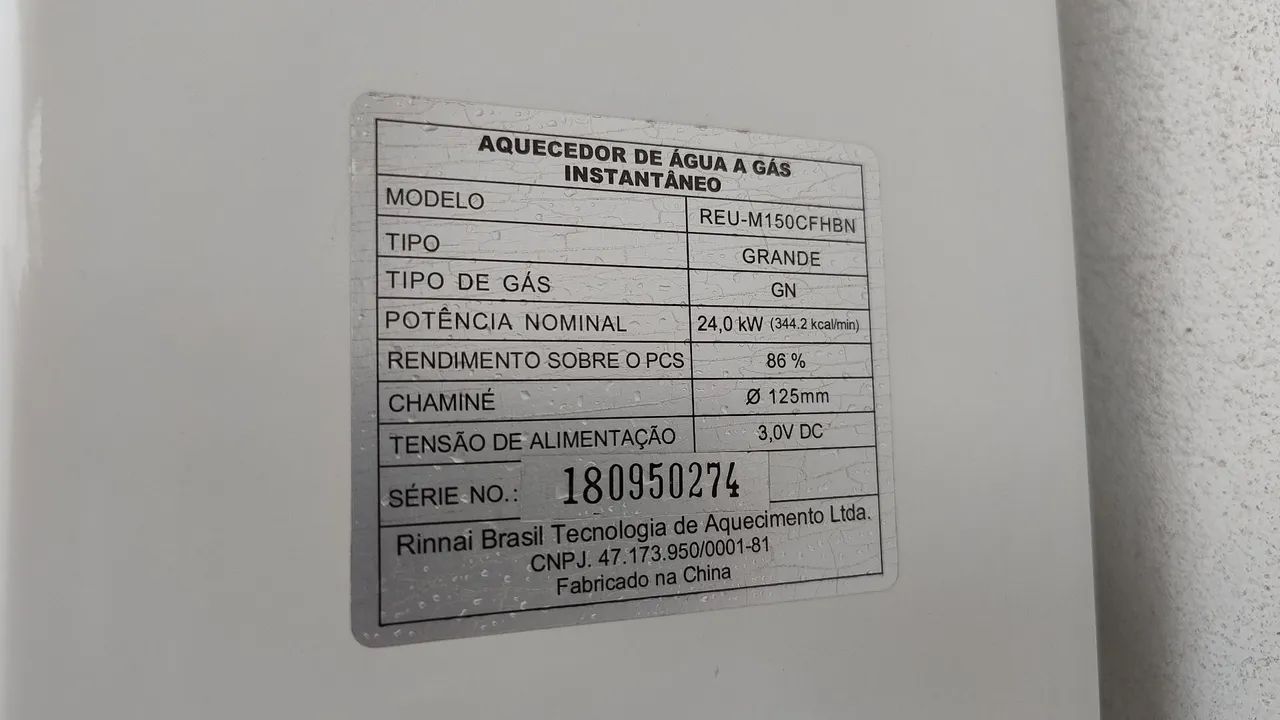 AQUECEDOR DE ÁGUA A GÁS
INSTANTÂNEO
MODELO REU-M150CFHBN
TIPO GRANDE
TIPO DE GÁS GN
POTÊNCIA NOMINAL 24,0 kW (344.2 kcal/min)
RENDIMENTO SOBRE O PCS 86 %
CHAMINÉ Ø 125mm
TENSÃO DE ALIMENTAÇÃO 3,0V DC
SÉRIE NO.: 180950274
Rinnai Brasil Tecnologia de Aquecimento Ltda.
CNPJ. 47.173.950/0001-81
Fabricado na China